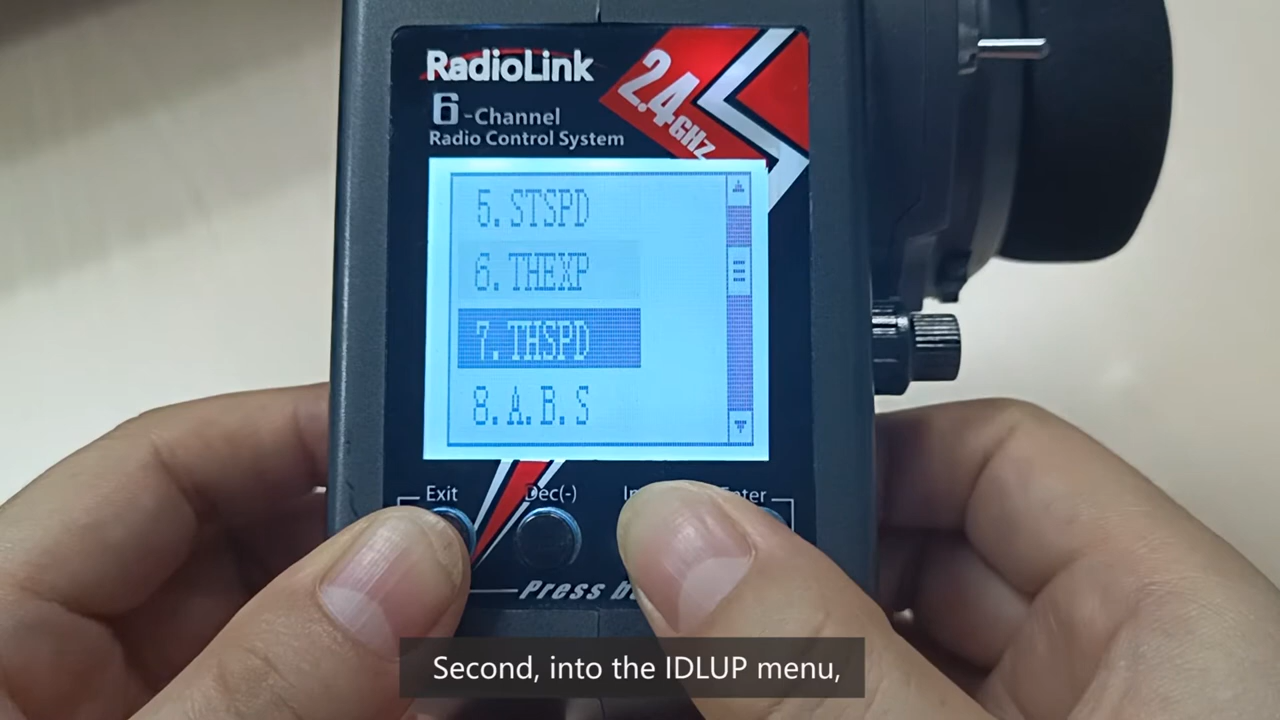 RadioLink
2.4GHz
6-Channel
Radio Control System
5.STSPD
6.THEXP
7.THSPD
8.A.B.S
Exit
Dec(-)
Press
Second, into the IDLUP menu,